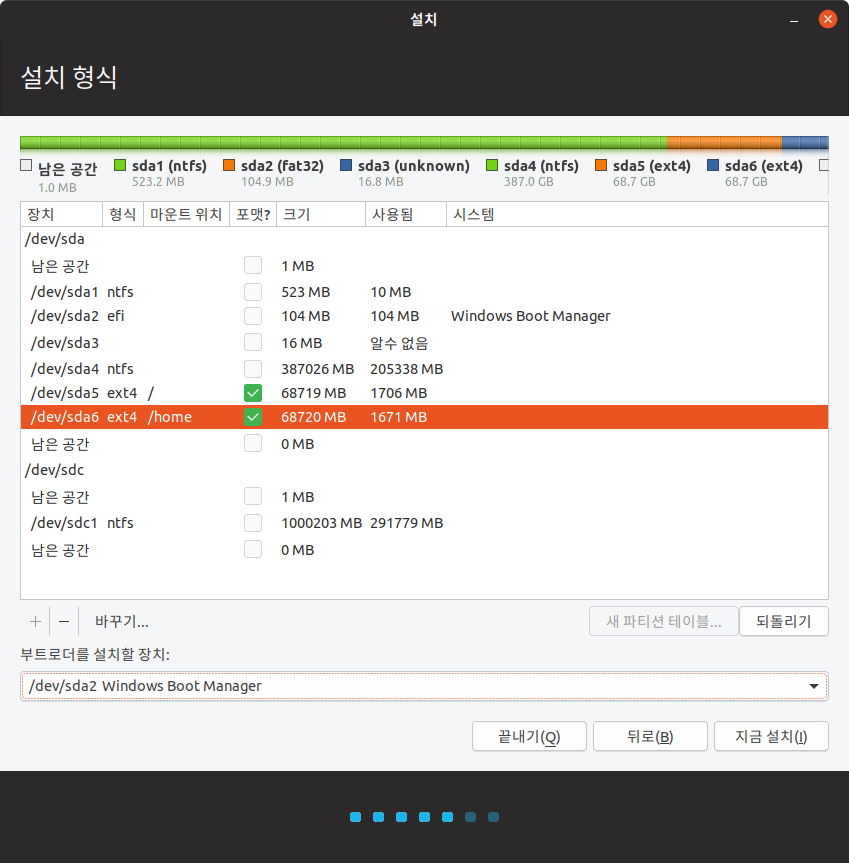 설치
설치 형식
남은 공간 sda1 (ntfs) sda2 (fat32) sda3 (unknown) sda4 (ntfs) sda5 (ext4) sda6 (ext4)
1.0 MB 523.2 MB 104.9 MB 16.8 MB 387.0 GB 68.7 GB 68.7 GB
장치 형식 마운트 위치 포맷? 크기 사용됨 시스템
/dev/sda
남은 공간 1 MB
/dev/sda1 ntfs 523 MB 10 MB
/dev/sda2 efi 104 MB 104 MB Windows Boot Manager
/dev/sda3 16 MB 알수 없음
/dev/sda4 ntfs 387026 MB 205338 MB
/dev/sda5 ext4 / 68719 MB 1706 MB
/dev/sda6 ext4 /home 68720 MB 1671 MB
남은 공간 0 MB
/dev/sdc
남은 공간 1 MB
/dev/sdc1 ntfs 1000203 MB 291779 MB
남은 공간 0 MB
+ − 바꾸기... 새 파티션 테이블... 되돌리기
부트로더를 설치할 장치:
/dev/sda2 Windows Boot Manager
끝내기(Q) 뒤로(B) 지금 설치(I)